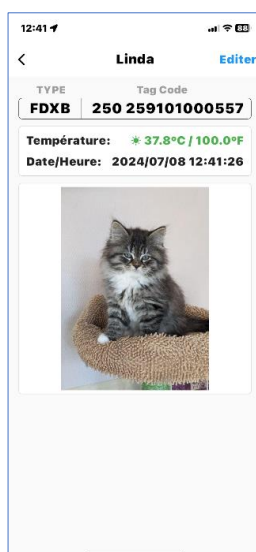 12:41
88
Linda
Editer
TYPE
Tag Code
FDXB
250 259101000557
Température: 37.8°C / 100.0°F
Date/Heure: 2024/07/08 12:41:26